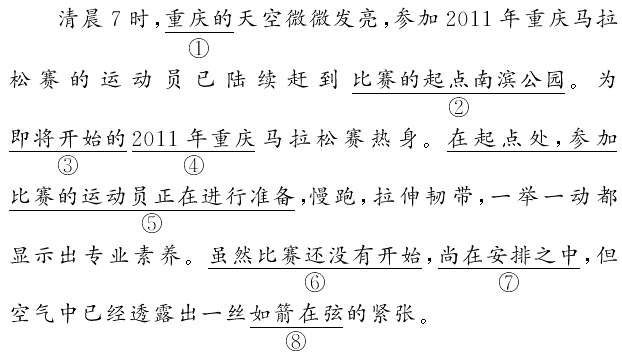 清晨7时,重庆的天空微微发亮,参加2011年重庆马拉
①
松赛的运动员已陆续赶到比赛的起点南滨公园。为
②
即将开始的2011年重庆马拉松赛热身。在起点处,参加
③ ④
比赛的运动员正在进行准备,慢跑,拉伸韧带,一举一动都
⑤
显示出专业素养。虽然比赛还没有开始,尚在安排之中,但
⑥ ⑦
空气中已经透露出一丝如箭在弦的紧张。
⑧